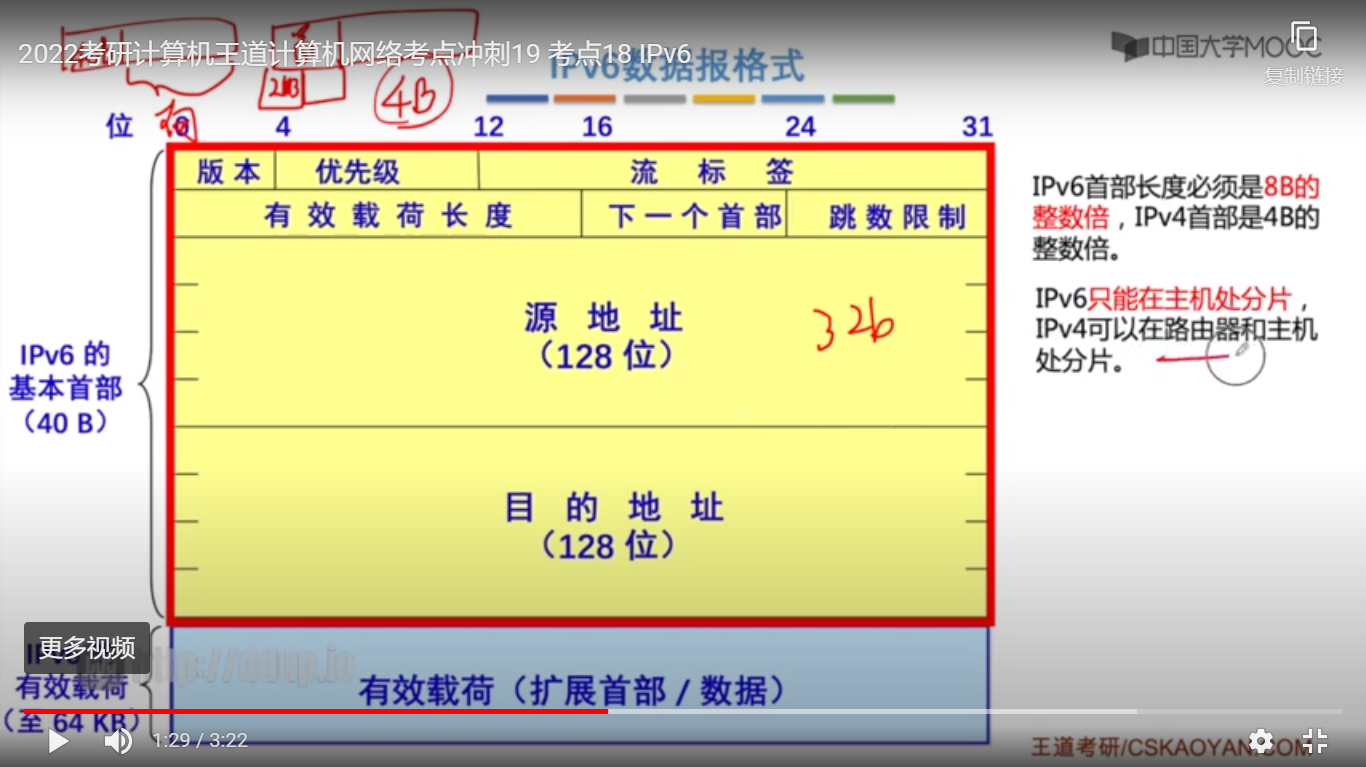 2022考研计算机王道计算机网络考点冲刺19 考点18 IPv6
IPv6数据报格式
中国大学MOOC
复制链接
2MB
4B
位 0 4 12 16 24 31
版本 优先级 流标签
有效载荷长度 下一个首部 跳数限制
源地址
（128 位）
32b
目的地址
（128 位）
IPv6 的
基本首部
（40 B）
IPv6首部长度必须是8B的
整数倍，IPv4首部是4B的
整数倍。
IPv6只能在主机处分片，
IPv4可以在路由器和主机
处分片。
更多视频
有效载荷
（至 64 KB）
有效载荷（扩展首部 / 数据）
1:29 / 3:22
王道考研/CSKAOYAN.COM